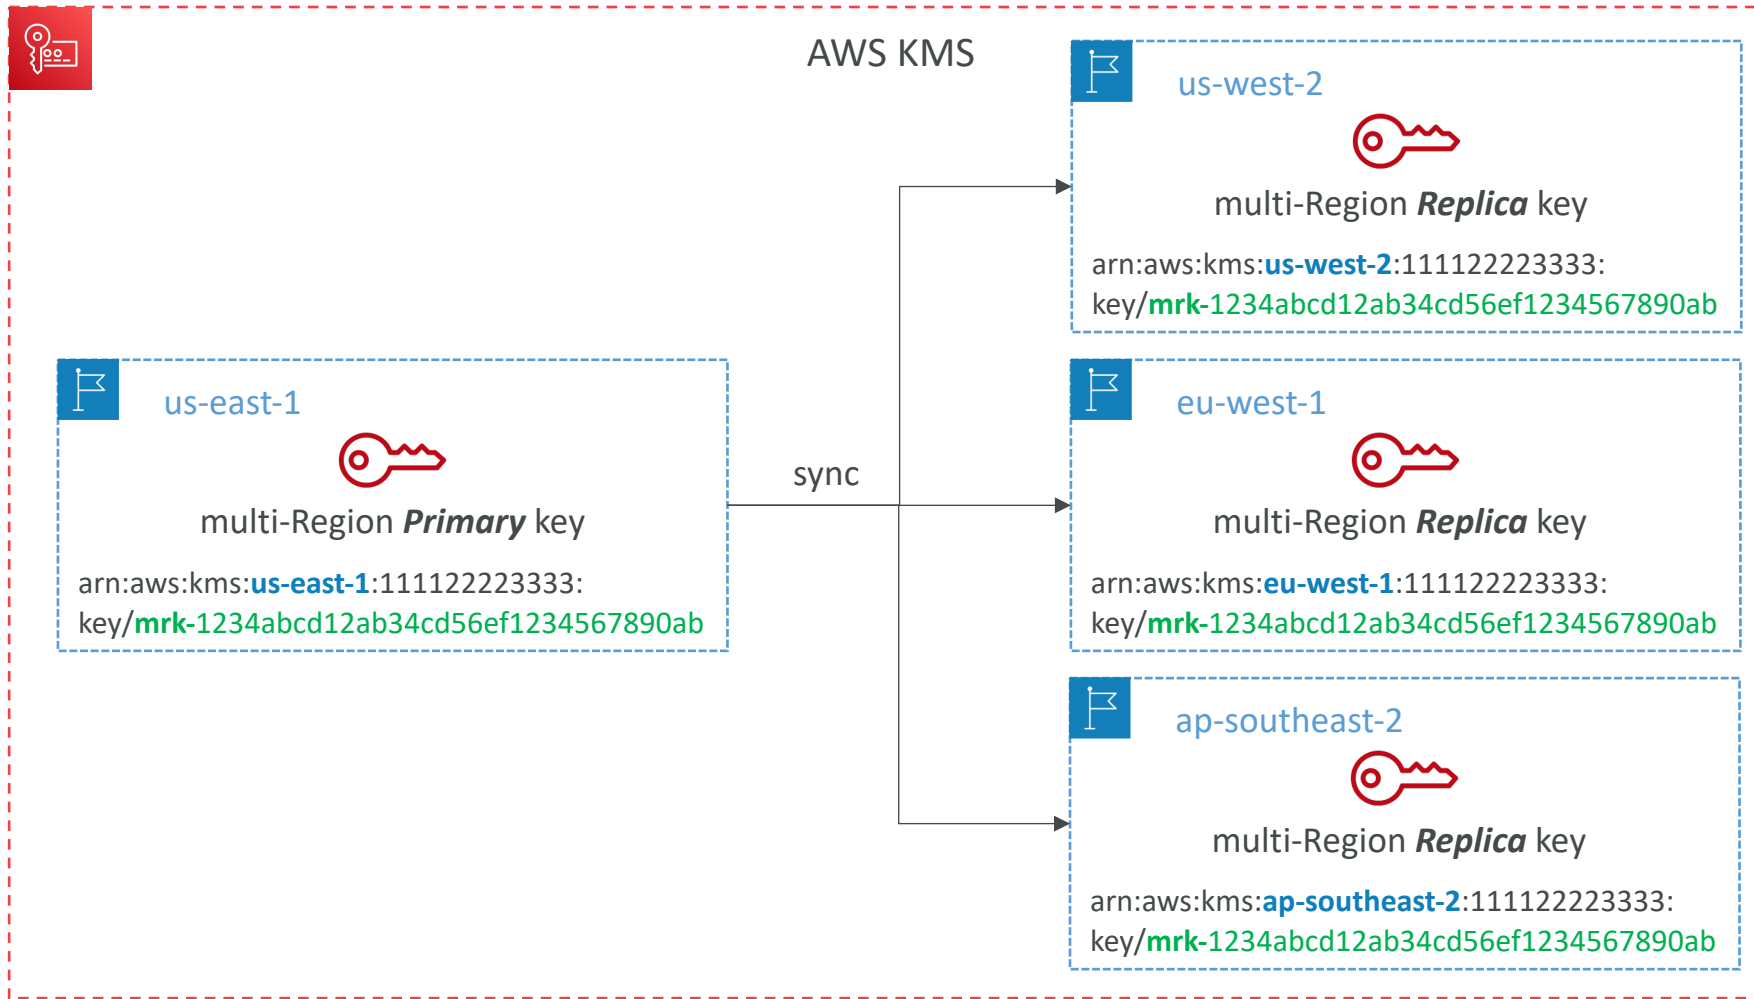 AWS KMS
us-east-1
multi-Region Primary key
arn:aws:kms:us-east-1:111122223333:
key/mrk-1234abcd12ab34cd56ef1234567890ab
sync
us-west-2
multi-Region Replica key
arn:aws:kms:us-west-2:111122223333:
key/mrk-1234abcd12ab34cd56ef1234567890ab
eu-west-1
multi-Region Replica key
arn:aws:kms:eu-west-1:111122223333:
key/mrk-1234abcd12ab34cd56ef1234567890ab
ap-southeast-2
multi-Region Replica key
arn:aws:kms:ap-southeast-2:111122223333:
key/mrk-1234abcd12ab34cd56ef1234567890ab